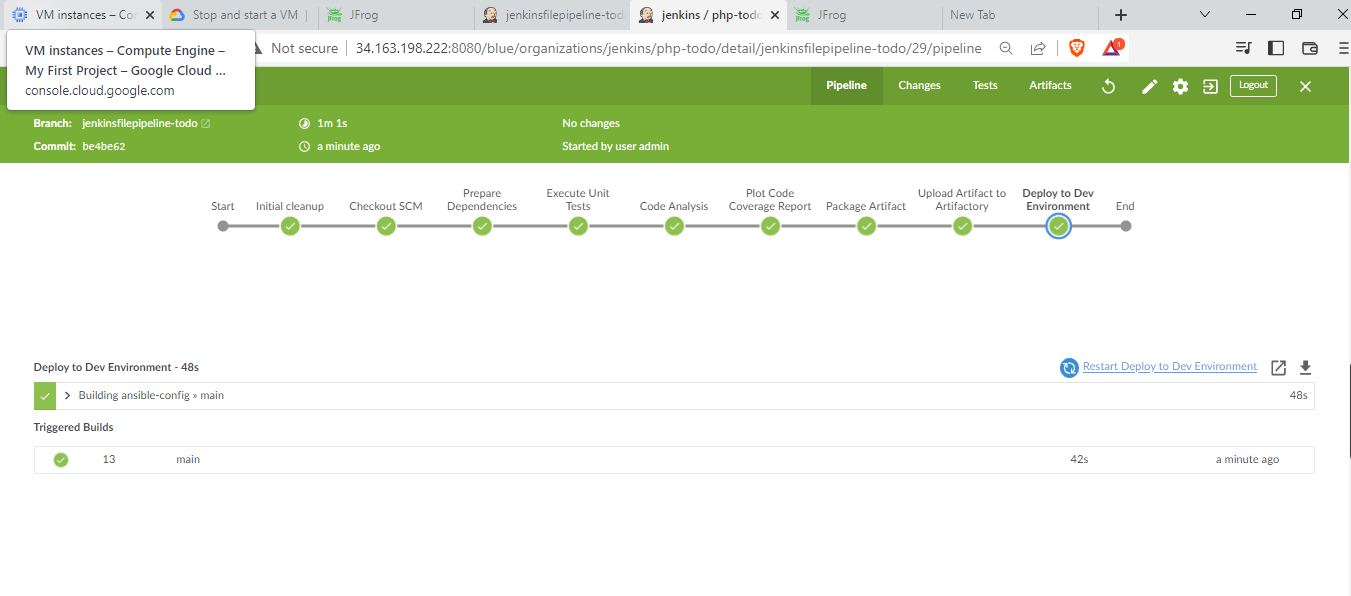 VM instances – Co
Stop and start a VM
JFrog
jenkinsfilepipeline-tod
jenkins / php-todo
JFrog
New Tab
VM instances – Compute Engine –
My First Project – Google Cloud ...
console.cloud.google.com
Not secure
34.163.198.222:8080/blue/organizations/jenkins/php-todo/detail/jenkinsfilepipeline-todo/29/pipeline
1
Pipeline
Changes
Tests
Artifacts
Logout
Branch: jenkinsfilepipeline-todo
1m 1s
No changes
Commit: be4be62
a minute ago
Started by user admin
Start
Initial cleanup
Checkout SCM
Prepare
Dependencies
Execute Unit
Tests
Code Analysis
Plot Code
Coverage Report
Package Artifact
Upload Artifact to
Artifactory
Deploy to Dev
Environment
End
Deploy to Dev Environment - 48s
Restart Deploy to Dev Environment
Building ansible-config » main
48s
Triggered Builds
13 main 42s a minute ago